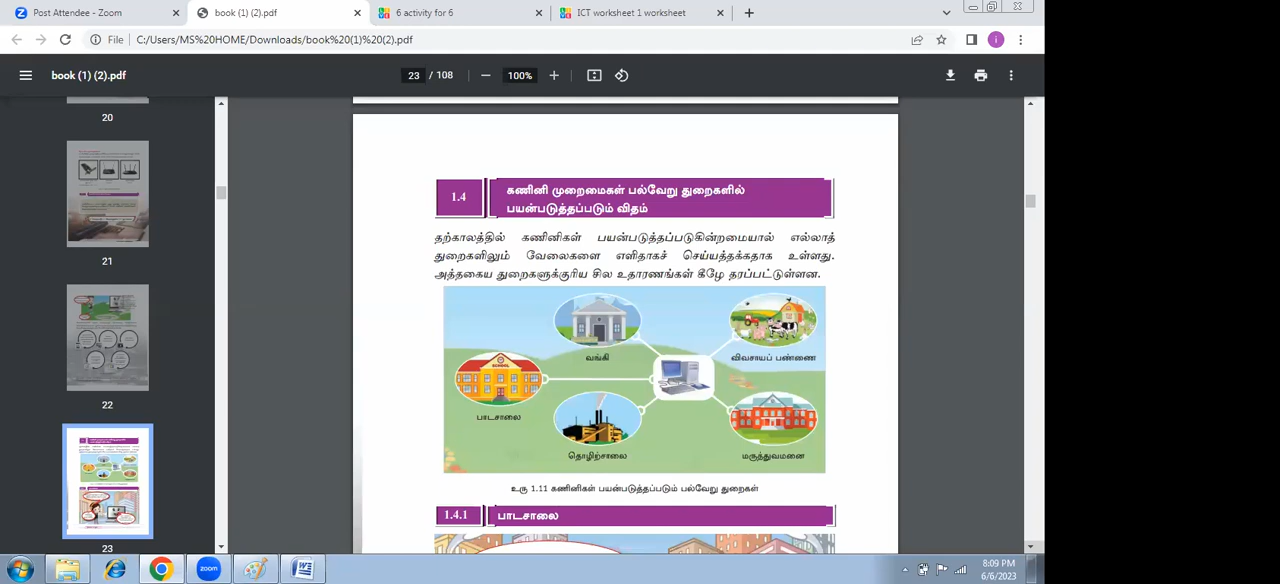 Post Attendee - Zoom
book (1) (2).pdf
6 activity for 6
ICT worksheet 1 worksheet
File
C:/Users/MS%20HOME/Downloads/book%20(1)%20(2).pdf
i
book (1) (2).pdf
23 / 108
100%
20
21
22
23
1.4
கணினி முறைமைகள் பல்வேறு துறைகளில்
பயன்படுத்தப்படும் விதம்
தற்காலத்தில் கணினிகள் பயன்படுத்தப்படுகின்றமையால் எல்லாத்
துறைகளிலும் வேலைகளை எளிதாகச் செய்யத்தக்கதாக உள்ளது.
அத்தகைய துறைகளுக்குரிய சில உதாரணங்கள் கீழே தரப்பட்டுள்ளன.
வங்கி
விவசாயப் பண்ணை
SCHOOL
பாடசாலை
தொழிற்சாலை
மருத்துவமனை
உரு 1.11 கணினிகள் பயன்படுத்தப்படும் பல்வேறு துறைகள்
1.4.1
பாடசாலை
zoom
8:09 PM
6/6/2023